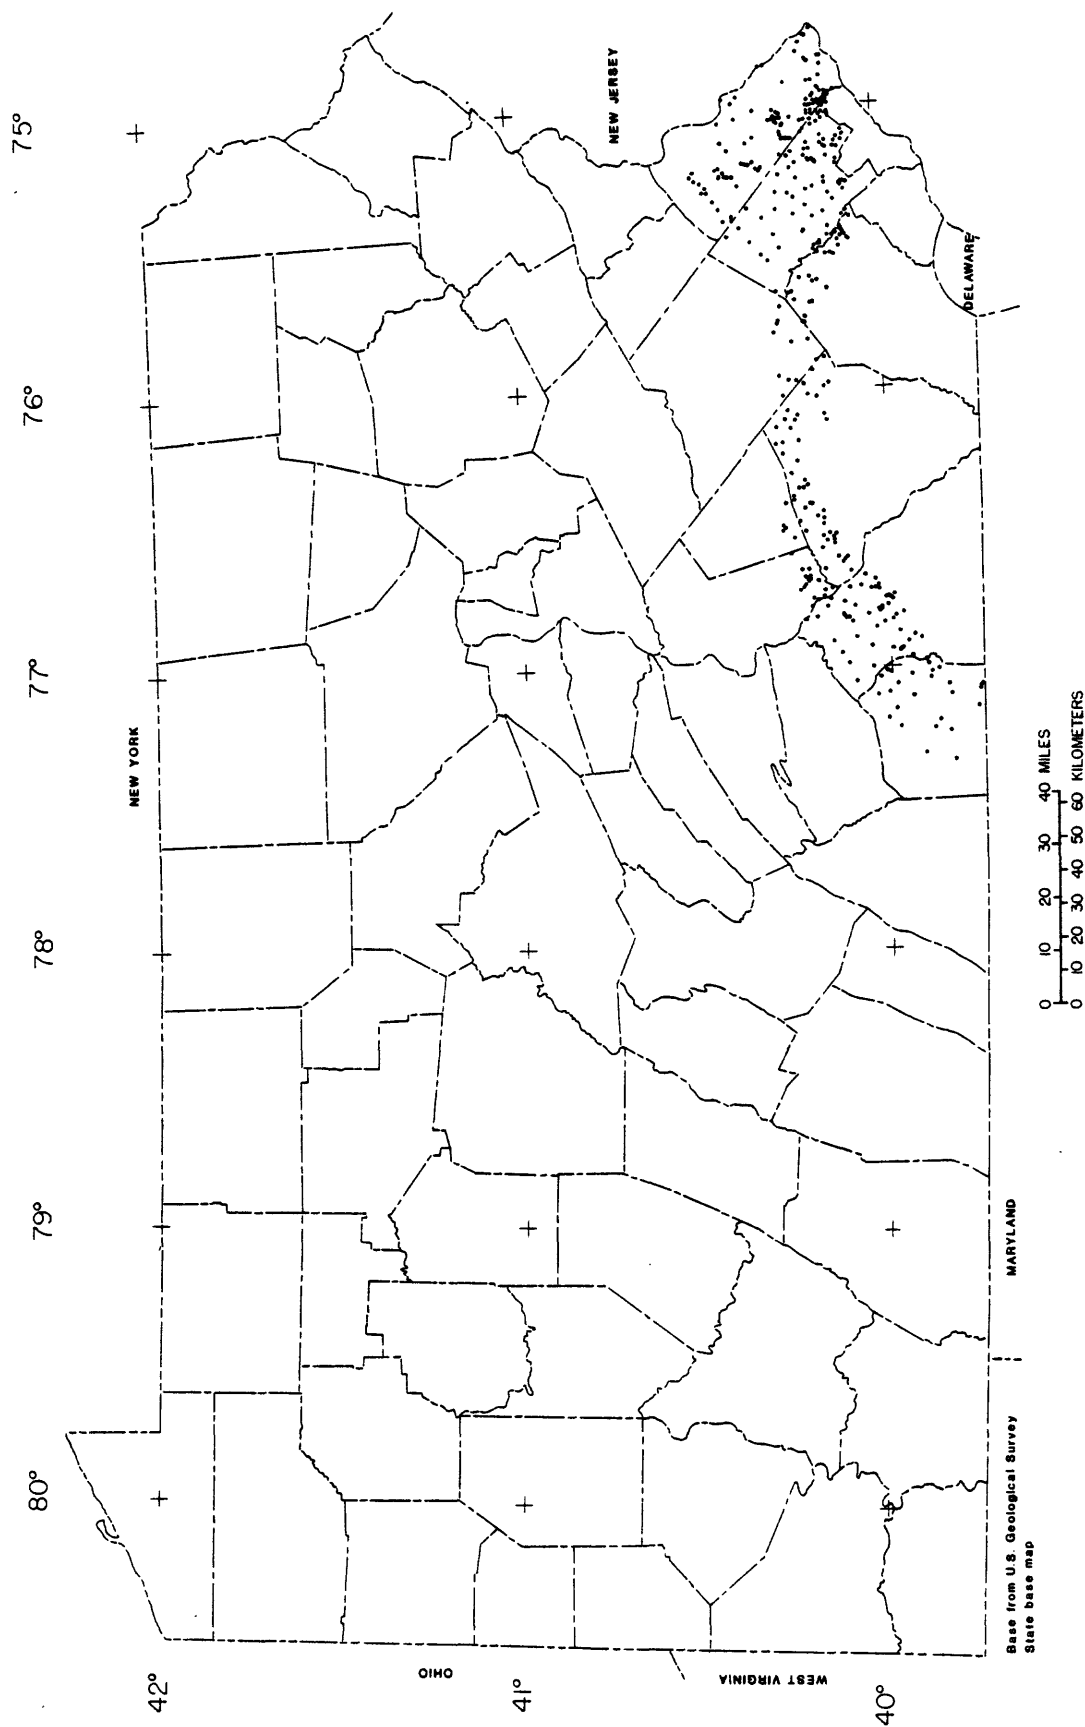 80°
79°
78°
77°
76°
75°
42°
NEW YORK
OHIO
41°
NEW JERSEY
WEST VIRGINIA
40°
DELAWARE
MARYLAND
Base from U.S. Geological Survey
State base map
0 10 20 30 40 MILES
0 10 20 30 40 50 60 KILOMETERS